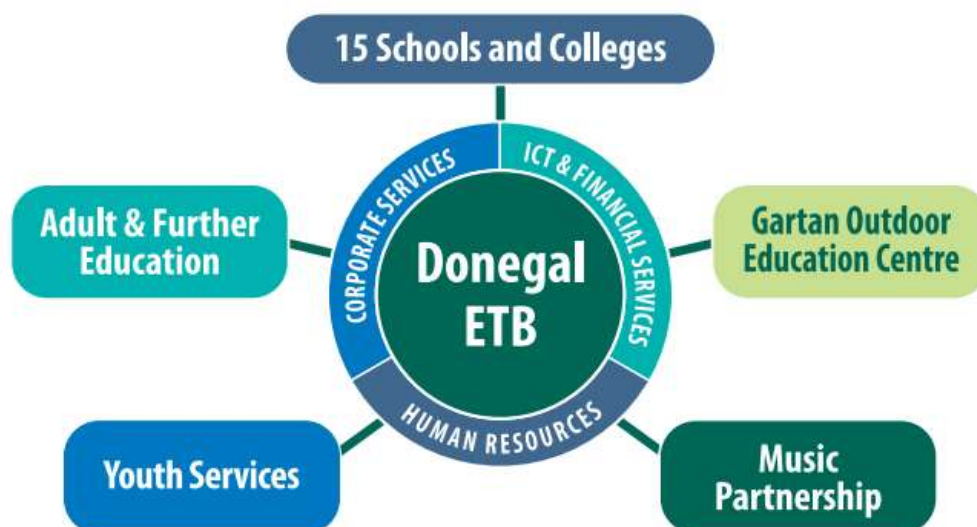 15 Schools and Colleges
CORPORATE SERVICES
ICT & FINANCIAL SERVICES
Adult & Further
Education
Gartan Outdoor
Education Centre
Donegal
ETB
HUMAN RESOURCES
Youth Services
Music
Partnership